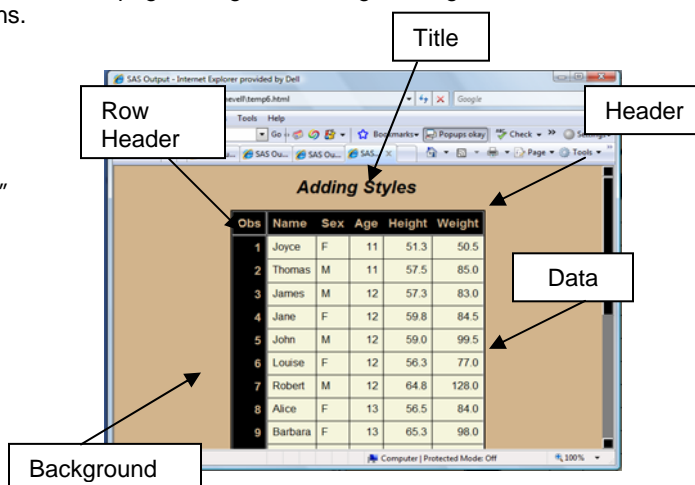 ns.
Title
SAS Output - Internet Explorer provided by Dell
evell\temp6.html
Google
Row
Header
Header
Tools Help
Go
Bookmarks
Popups okay
Check
SAS Ou...
SAS Ou...
SAS...
Page
Tools
"
Adding Styles
Obs Name Sex Age Height Weight
1 Joyce F 11 51.3 50.5
2 Thomas M 11 57.5 85.0
3 James M 12 57.3 83.0
Data
4 Jane F 12 59.8 84.5
5 John M 12 59.0 99.5
6 Louise F 12 56.3 77.0
7 Robert M 12 64.8 128.0
8 Alice F 13 56.5 84.0
9 Barbara F 13 65.3 98.0
Background
Computer | Protected Mode: Off
100%